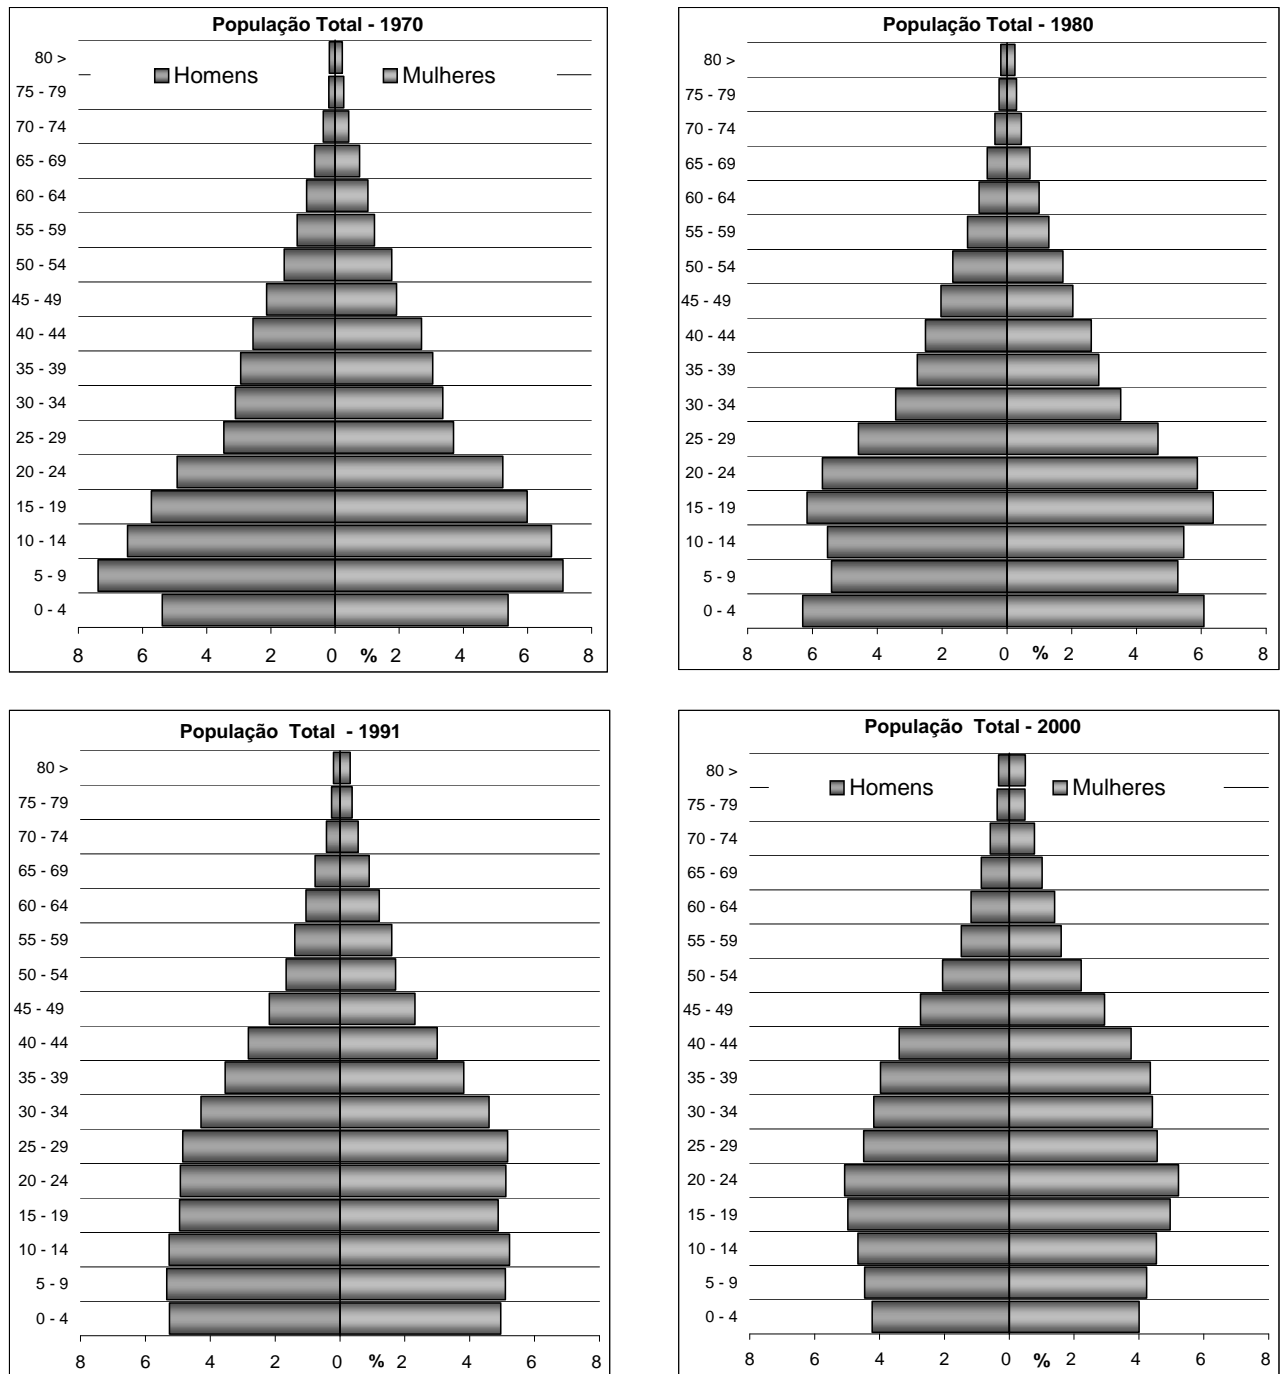 População Total - 1970
80 >
Homens Mulheres
75 - 79
70 - 74
65 - 69
60 - 64
55 - 59
50 - 54
45 - 49
40 - 44
35 - 39
30 - 34
25 - 29
20 - 24
15 - 19
10 - 14
5 - 9
0 - 4
8 6 4 2 0 % 2 4 6 8
População Total - 1980
80 >
75 - 79
70 - 74
65 - 69
60 - 64
55 - 59
50 - 54
45 - 49
40 - 44
35 - 39
30 - 34
25 - 29
20 - 24
15 - 19
10 - 14
5 - 9
0 - 4
8 6 4 2 0 % 2 4 6 8
População Total - 1991
80 >
75 - 79
70 - 74
65 - 69
60 - 64
55 - 59
50 - 54
45 - 49
40 - 44
35 - 39
30 - 34
25 - 29
20 - 24
15 - 19
10 - 14
5 - 9
0 - 4
8 6 4 2 0 % 2 4 6 8
População Total - 2000
80 >
Homens Mulheres
75 - 79
70 - 74
65 - 69
60 - 64
55 - 59
50 - 54
45 - 49
40 - 44
35 - 39
30 - 34
25 - 29
20 - 24
15 - 19
10 - 14
5 - 9
0 - 4
8 6 4 2 0 % 2 4 6 8